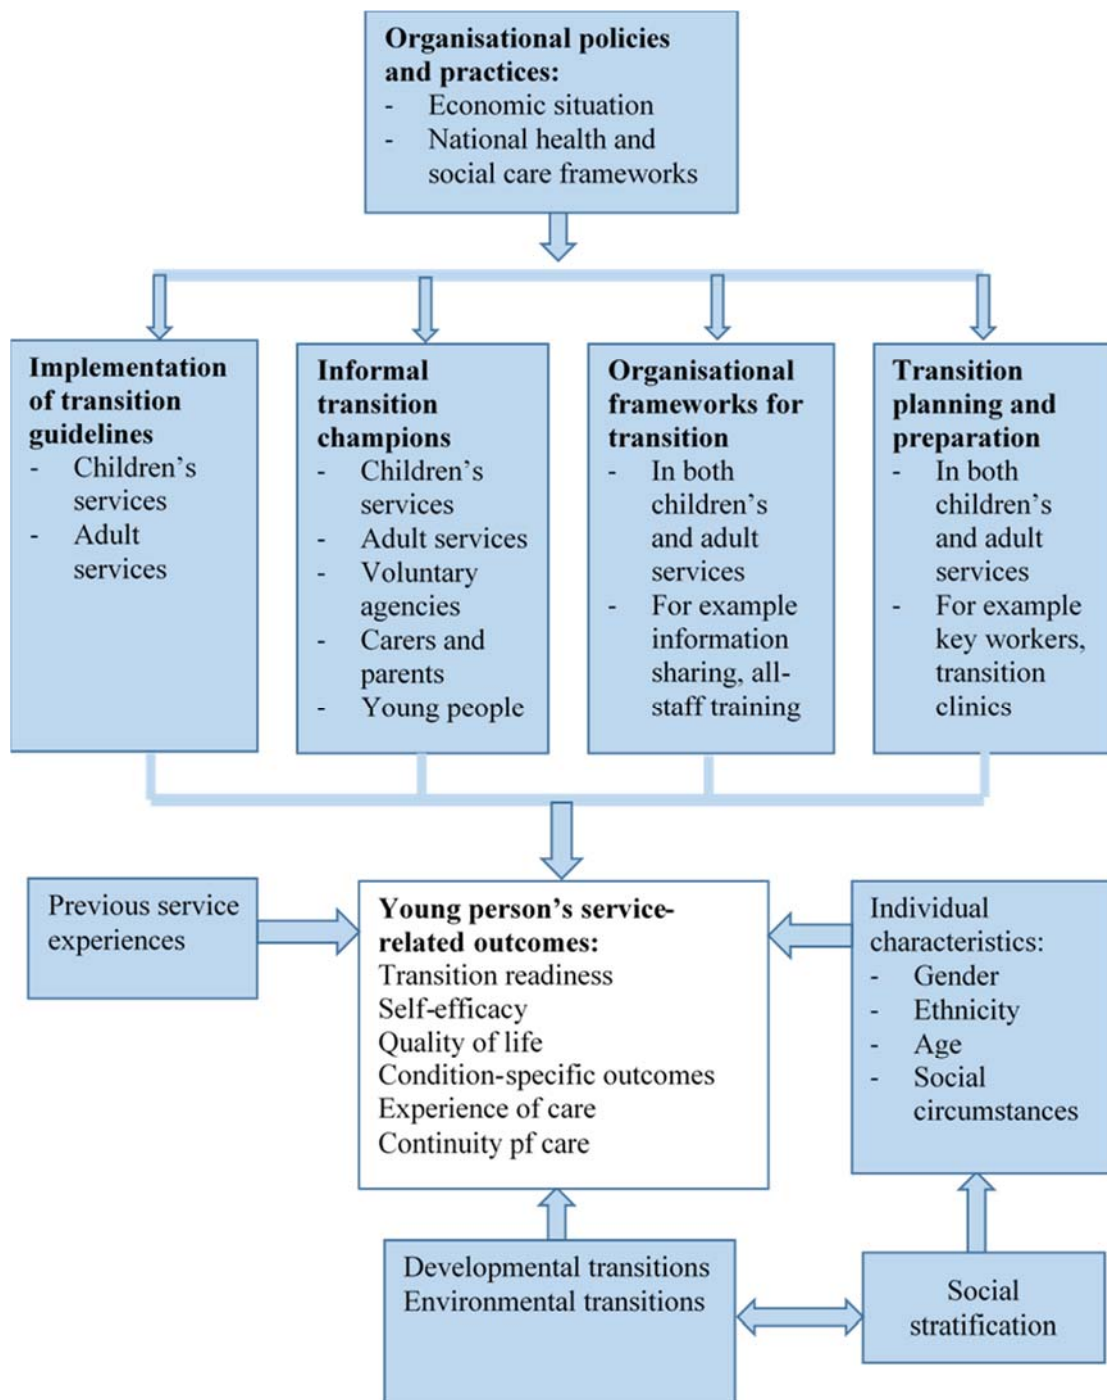 Organisational policies
and practices:
- Economic situation
- National health and
social care frameworks
Implementation
of transition
guidelines
- Children’s
services
- Adult
services
Informal
transition
champions
- Children’s
services
- Adult services
- Voluntary
agencies
- Carers and
parents
- Young people
Organisational
frameworks for
transition
- In both
children’s
and adult
services
- For example
information
sharing, all-
staff training
Transition
planning and
preparation
- In both
children’s
and adult
services
- For example
key workers,
transition
clinics
Previous service
experiences
Young person’s service-
related outcomes:
Transition readiness
Self-efficacy
Quality of life
Condition-specific outcomes
Experience of care
Continuity pf care
Individual
characteristics:
- Gender
- Ethnicity
- Age
- Social
circumstances
Developmental transitions
Environmental transitions
Social
stratification